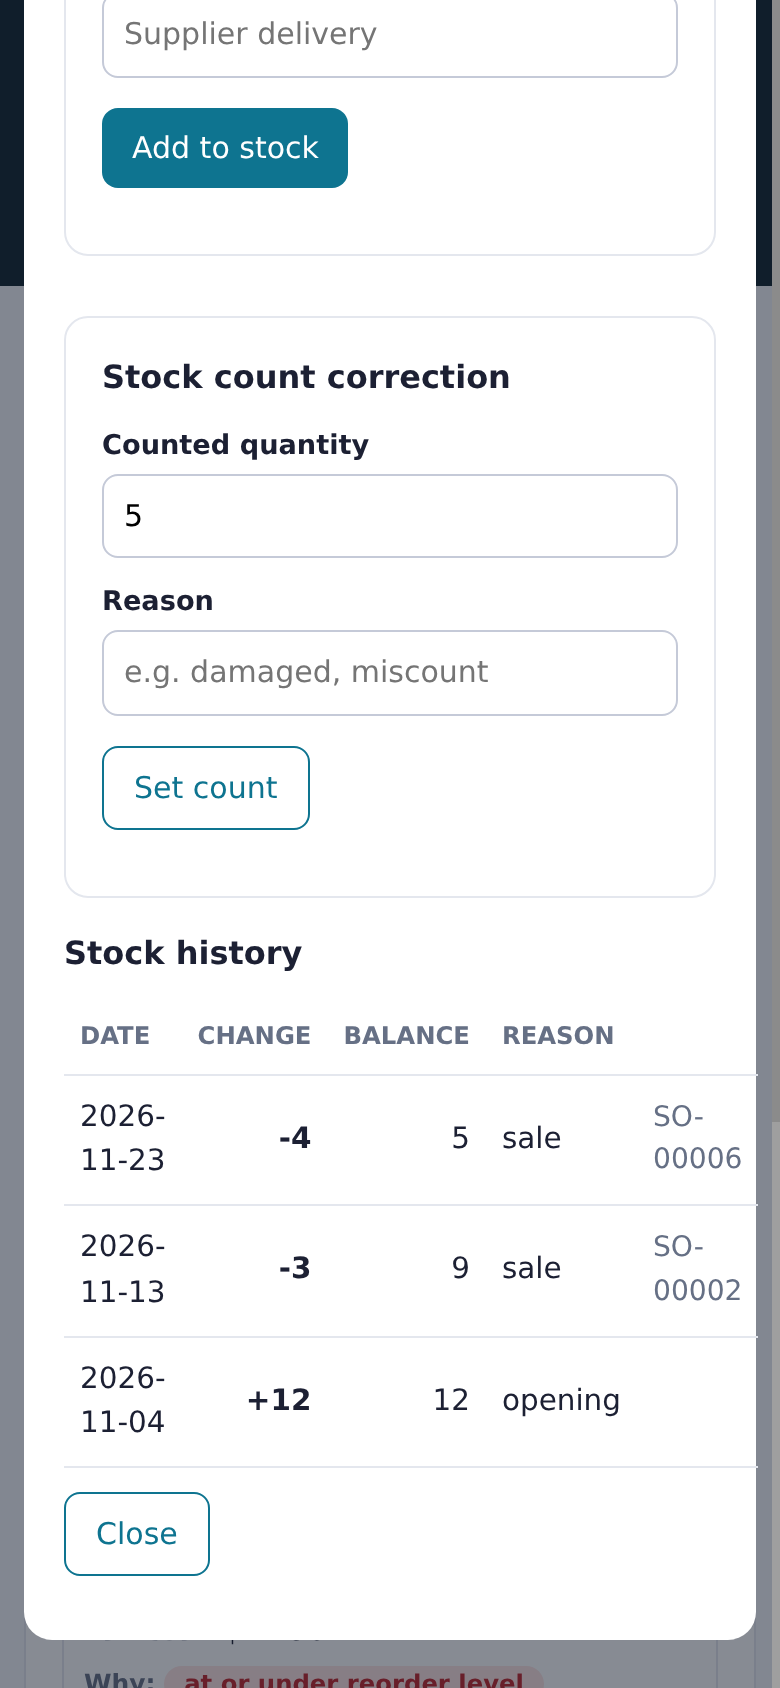 Supplier delivery
Add to stock
Stock count correction
Counted quantity
5
Reason
e.g. damaged, miscount
Set count
Stock history
DATE CHANGE BALANCE REASON
2026-11-23 -4 5 sale SO-00006
2026-11-13 -3 9 sale SO-00002
2026-11-04 +12 12 opening
Close
Why: at or under reorder level